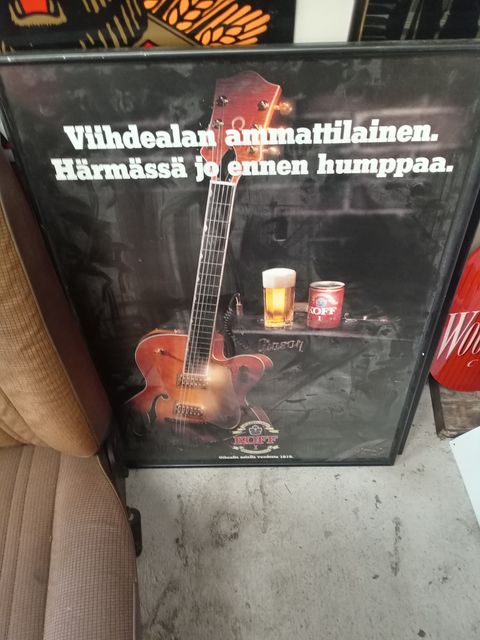 Viihdealan ammattilainen.
Härmässä jo ennen humppaa.
KOFF
I
KOFF
I